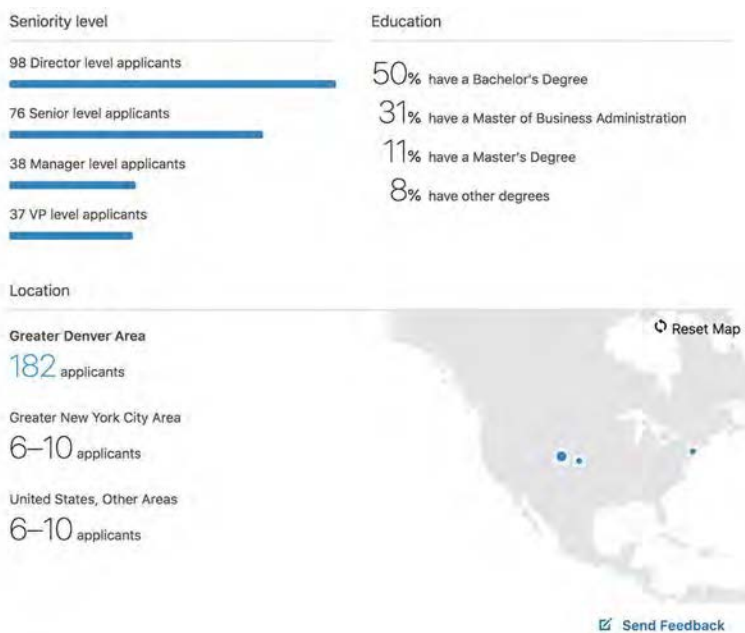 Seniority level
98 Director level applicants
76 Senior level applicants
38 Manager level applicants
37 VP level applicants
Education
50% have a Bachelor's Degree
31% have a Master of Business Administration
11% have a Master's Degree
8% have other degrees
Location
Greater Denver Area
182 applicants
Greater New York City Area
6–10 applicants
United States, Other Areas
6–10 applicants
Reset Map
Send Feedback